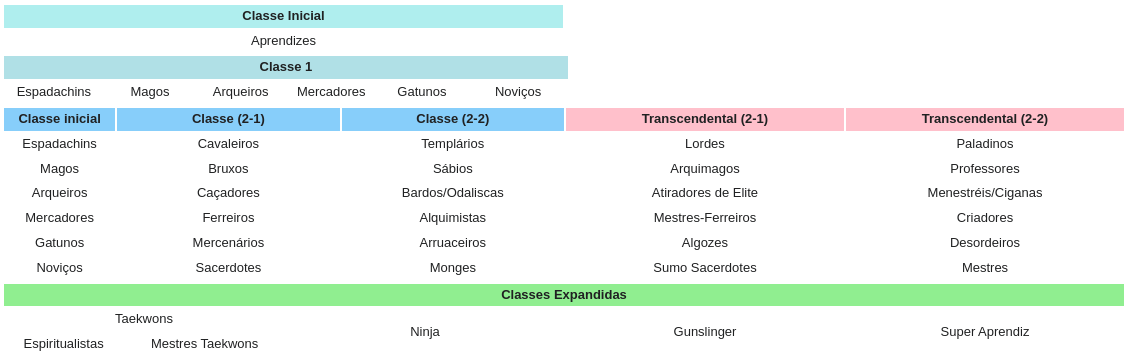 Classe Inicial
Aprendizes
Classe 1
Espadachins Magos Arqueiros Mercadores Gatunos Noviços
Classe inicial Classe (2-1) Classe (2-2) Transcendental (2-1) Transcendental (2-2)
Espadachins Cavaleiros Templários Lordes Paladinos
Magos Bruxos Sábios Arquimagos Professores
Arqueiros Caçadores Bardos/Odaliscas Atiradores de Elite Menestréis/Ciganas
Mercadores Ferreiros Alquimistas Mestres-Ferreiros Criadores
Gatunos Mercenários Arruaceiros Algozes Desordeiros
Noviços Sacerdotes Monges Sumo Sacerdotes Mestres
Classes Expandidas
Taekwons
Ninja Gunslinger Super Aprendiz
Espiritualistas Mestres Taekwons